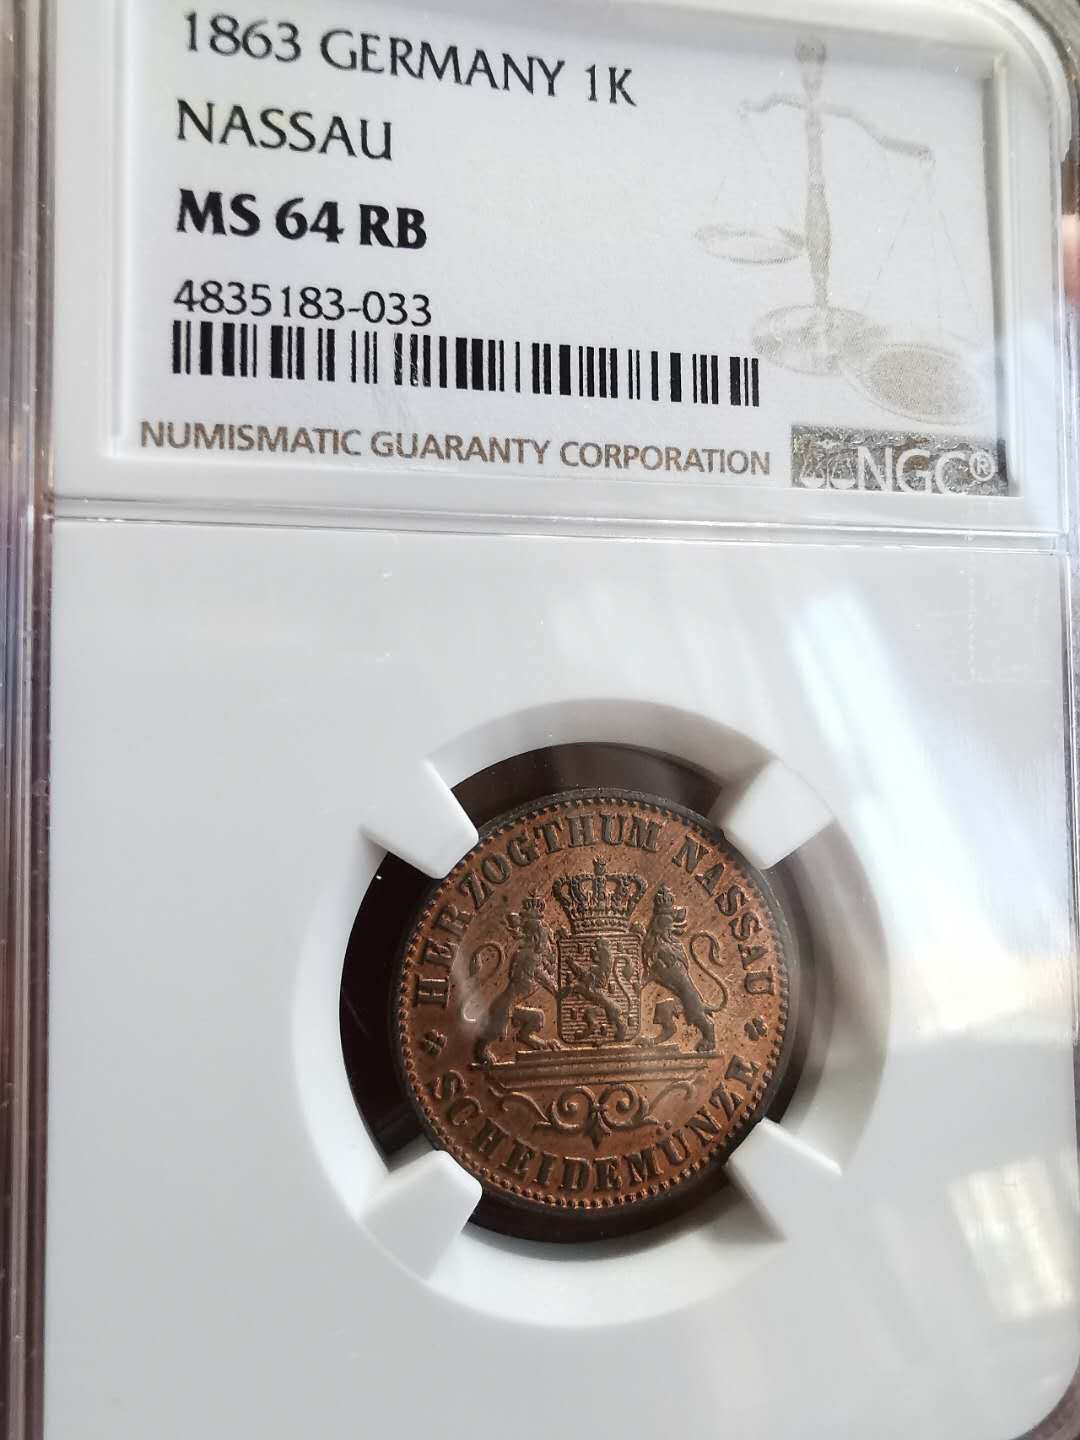 1863 GERMANY 1K
NASSAU
MS 64 RB
4835183-033
NUMISMATIC GUARANTY CORPORATION
NGC®
HERZOGTHUM NASSAU
SCHEIDEMÜNZE